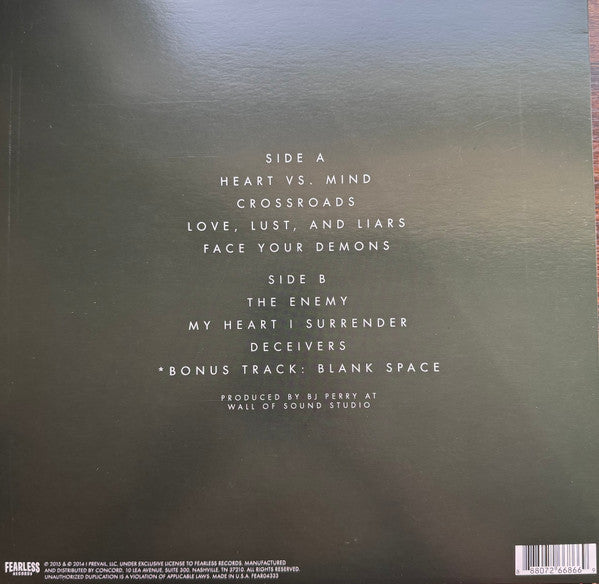 SIDE A
HEART VS. MIND
CROSSROADS
LOVE, LUST, AND LIARS
FACE YOUR DEMONS
SIDE B
THE ENEMY
MY HEART I SURRENDER
DECEIVERS
*BONUS TRACK: BLANK SPACE
PRODUCED BY BJ PERRY AT
WALL OF SOUND STUDIO
FEARLESS
RECORDS
© 2015 & © 2014 I PREVAIL, LLC. UNDER EXCLUSIVE LICENSE TO FEARLESS RECORDS. MANUFACTURED
AND DISTRIBUTED BY CONCORD, 10 LEA AVENUE, SUITE 300, NASHVILLE, TN 37210. ALL RIGHTS RESERVED.
UNAUTHORIZED DUPLICATION IS A VIOLATION OF APPLICABLE LAWS. MADE IN U.S.A. FEAR04333
88072 66866 9